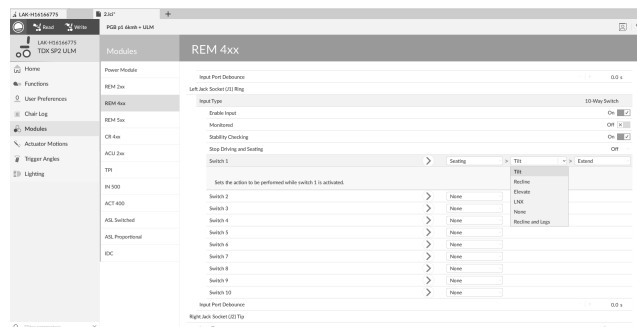 LAK-H16166775
2.lci*
+
Read
Write
PGB p1 6kmh + ULM
LAK-H16166775
TDX SP2 ULM
Modules
REM 4xx
Home
Functions
User Preferences
Chair Log
Modules
Actuator Motions
Trigger Angles
Lighting
Power Module
REM 2xx
REM 4xx
REM 5xx
CR 4xx
ACU 2xx
TPI
IN 500
ACT 400
ASL Switched
ASL Proportional
IDC
Input Port Debounce 0.0 s
Left Jack Socket (J1) Ring
Input Type 10-Way Switch
Enable Input On
Monitored Off
Stability Checking On
Stop Driving and Seating Off
Switch 1 Seating Tilt Extend
Tilt
Recline
Elevate
LNX
None
Recline and Legs
Sets the action to be performed while switch 1 is activated.
Switch 2 None
Switch 3 None
Switch 4 None
Switch 5 None
Switch 6 None
Switch 7 None
Switch 8 None
Switch 9 None
Switch 10 None
Input Port Debounce 0.0 s
Right Jack Socket (J2) Tip